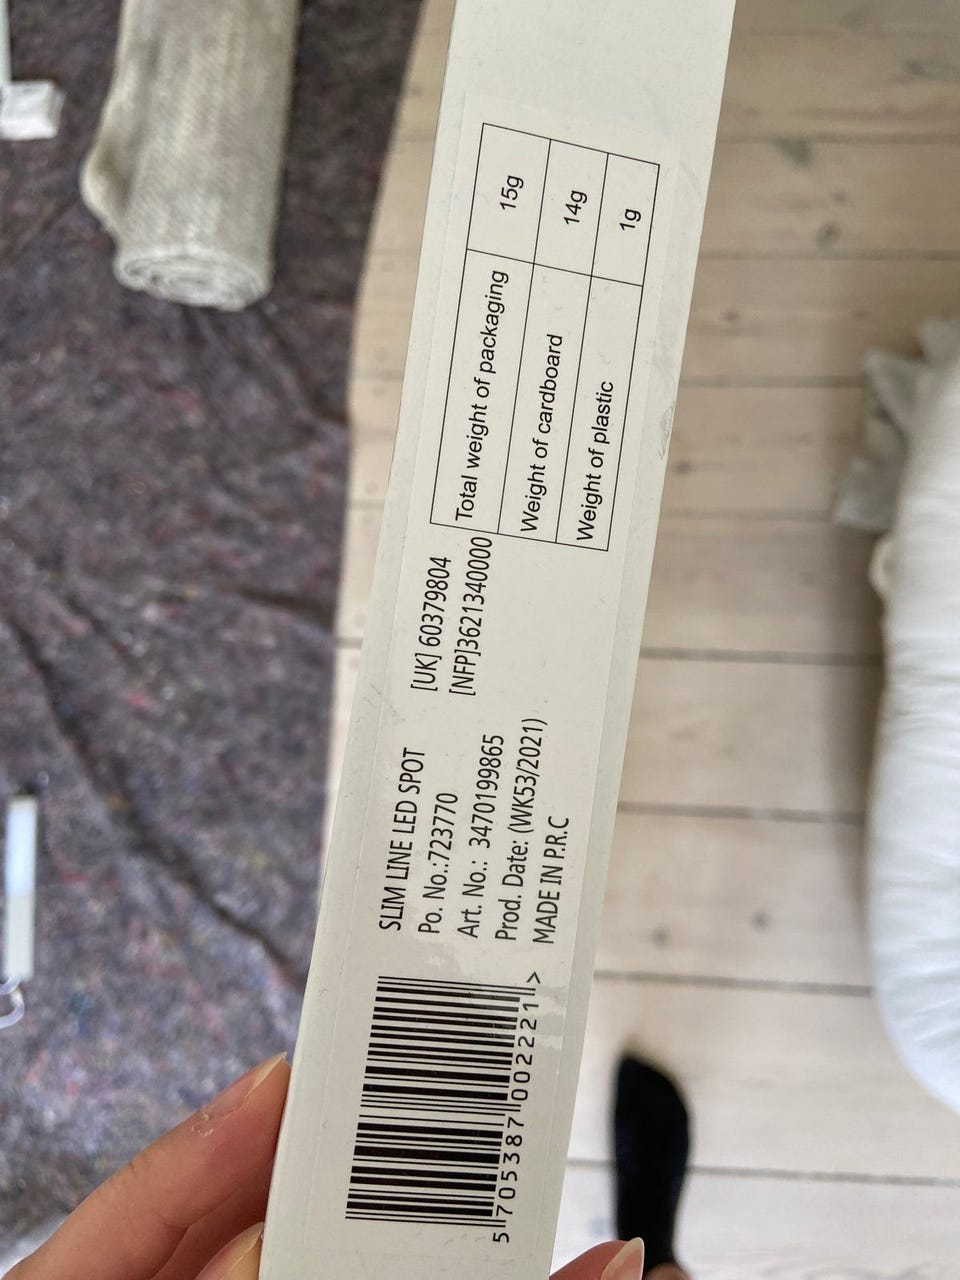 SLIM LINE LED SPOT
Po. No.:723770
Art. No.: 3470199865
Prod. Date: (WK53/2021)
MADE IN P.R.C
[UK] 60379804
[NFP]3621340000
Total weight of packaging 15g
Weight of cardboard 14g
Weight of plastic 1g
5 705387 002221 >